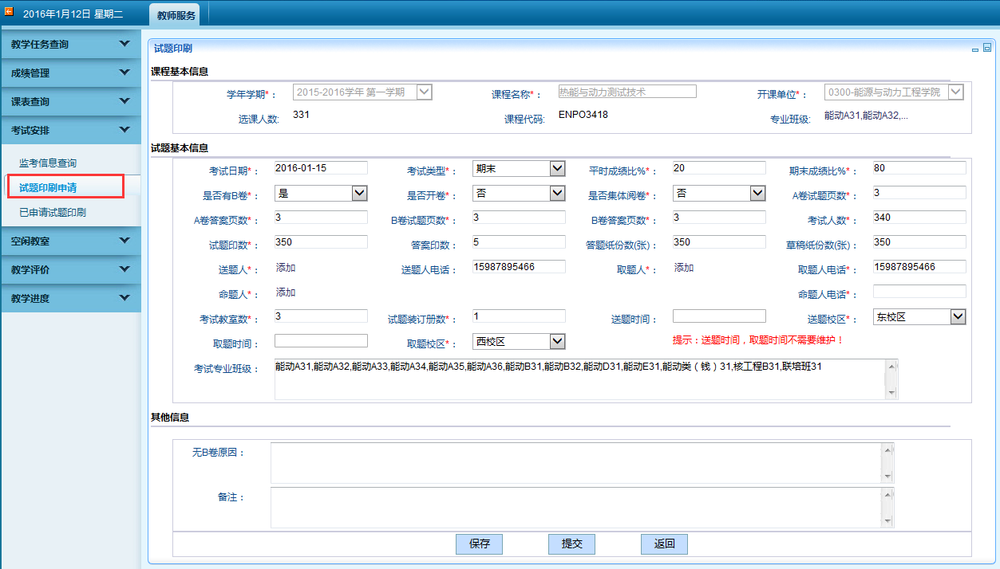 2016年1月12日 星期二 教师服务
教学任务查询
成绩管理
课表查询
考试安排
监考信息查询
试题印刷申请
已申请试题印刷
空闲教室
教学评价
教学进度
试题印刷
课程基本信息
学年学期*： 2015-2016学年 第一学期 课程名称*： 热能与动力测试技术 开课单位*： 0300-能源与动力工程学院
选课人数: 331 课程代码: ENPO3418 专业班级: 能动A31,能动A32,...
试题基本信息
考试日期*： 2016-01-15 考试类型*： 期末 平时成绩比%*： 20 期末成绩比%*： 80
是否有B卷*： 是 是否开卷*： 否 是否集体阅卷*： 否 A卷试题页数*： 3
A卷答案页数*： 3 B卷试题页数*： 3 B卷答案页数*： 3 考试人数*： 340
试题印数*： 350 答案印数： 5 答题纸份数(张)： 350 草稿纸份数(张)： 350
送题人*： 添加 送题人电话： 15987895466 取题人*： 添加 取题人电话*： 15987895466
命题人*： 添加 命题人电话*：
考试教室数*： 3 试题装订册数*： 1 送题时间： 送题校区*： 东校区
取题时间： 取题校区*： 西校区 提示：送题时间，取题时间不需要维护！
考试专业班级： 能动A31,能动A32,能动A33,能动A34,能动A35,能动A36,能动B31,能动B32,能动D31,能动E31,能动类（钱）31,核工程B31,联培班31
其他信息
无B卷原因：
备注：
保存 提交 返回